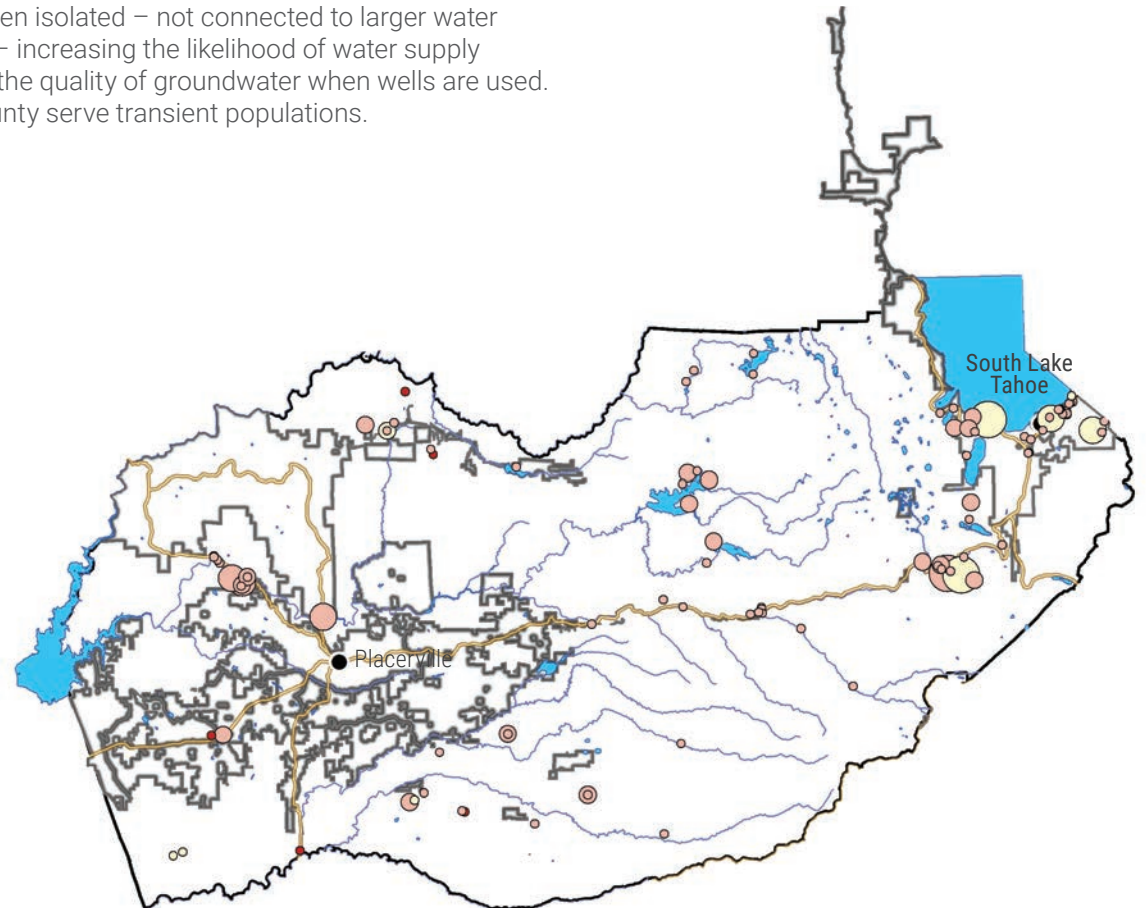 en isolated – not connected to larger water
– increasing the likelihood of water supply
the quality of groundwater when wells are used.
unty serve transient populations.
South Lake
Tahoe
Placerville